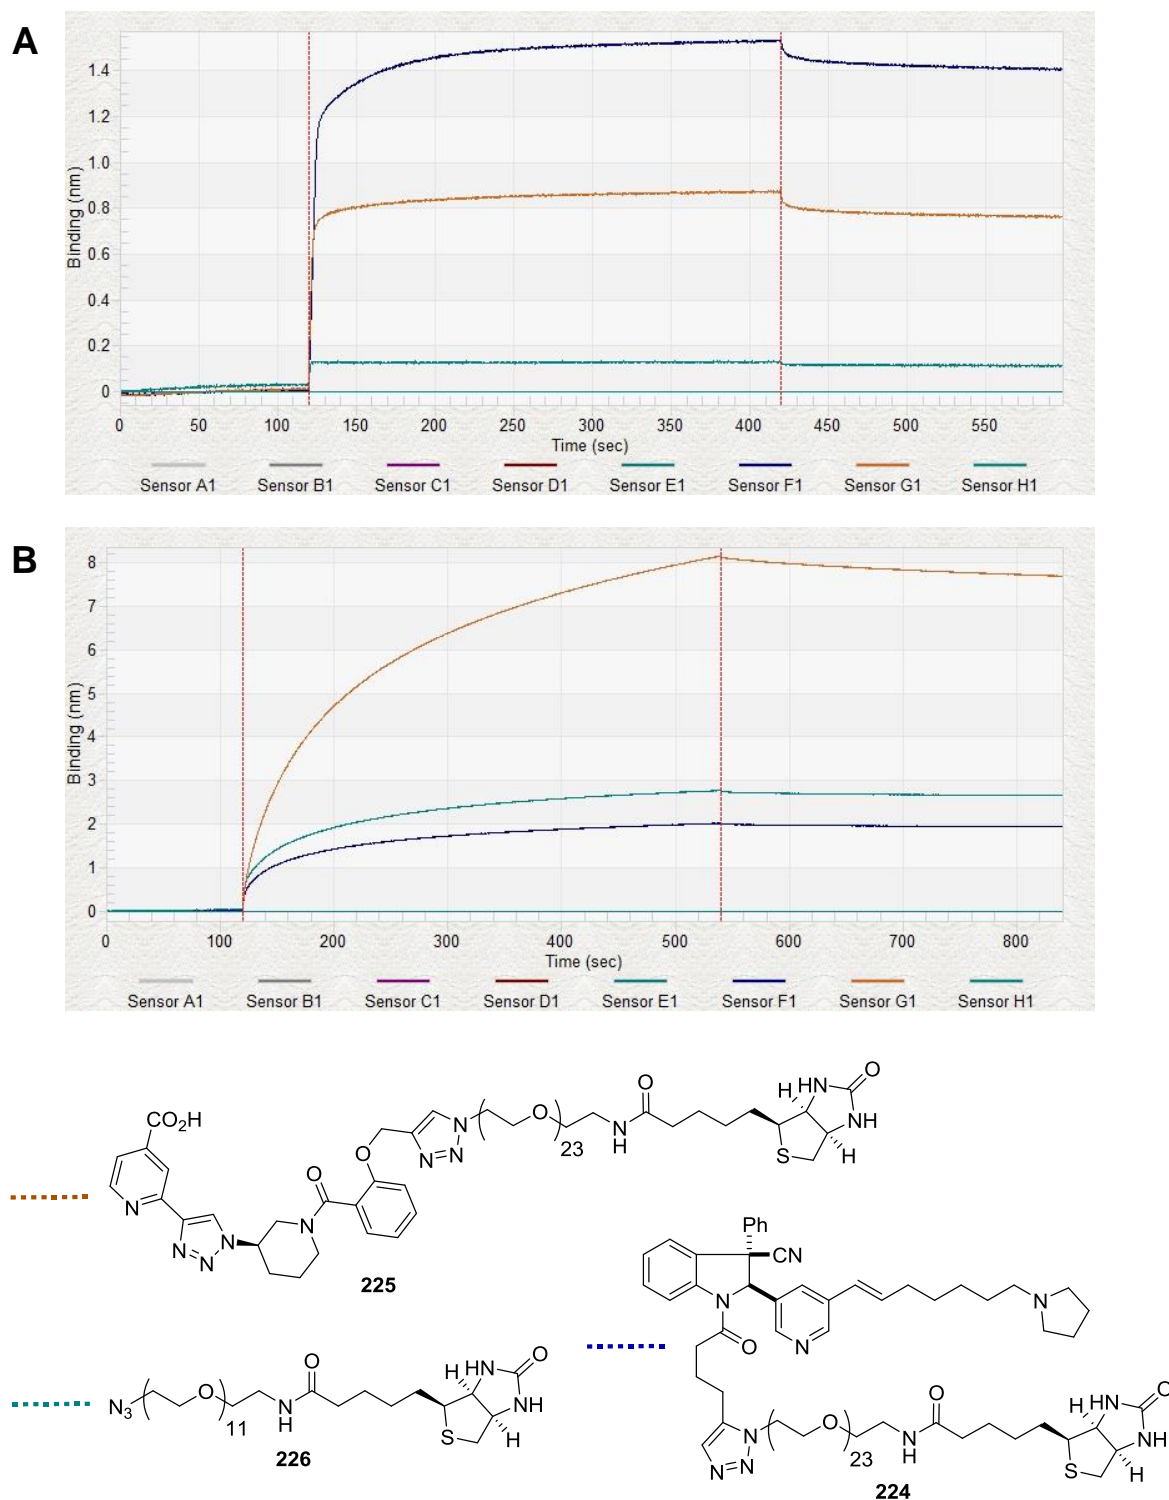 A
Binding (nm)
1.4
1.2
1.0
0.8
0.6
0.4
0.2
0
0 50 100 150 200 250 300 350 400 450 500 550
Time (sec)
Sensor A1 Sensor B1 Sensor C1 Sensor D1 Sensor E1 Sensor F1 Sensor G1 Sensor H1
B
Binding (nm)
8
7
6
5
4
3
2
1
0
0 100 200 300 400 500 600 700 800
Time (sec)
Sensor A1 Sensor B1 Sensor C1 Sensor D1 Sensor E1 Sensor F1 Sensor G1 Sensor H1
CO2H
N
N
N
N
N
O
O
N
N
N
O
23
N
H
O
H
HN
O
NH
S
H
225
N3
O
11
N
H
O
H
HN
O
NH
S
H
226
Ph
CN
N
O
N
N
N
N
N
O
23
N
H
O
H
HN
O
NH
S
H
224